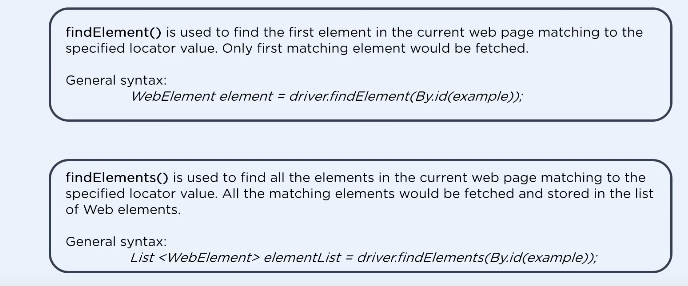 findElement() is used to find the first element in the current web page matching to the
specified locator value. Only first matching element would be fetched.
General syntax:
WebElement element = driver.findElement(By.id(example));
findElements() is used to find all the elements in the current web page matching to the
specified locator value. All the matching elements would be fetched and stored in the list
of Web elements.
General syntax:
List <WebElement> elementList = driver.findElements(By.id(example));